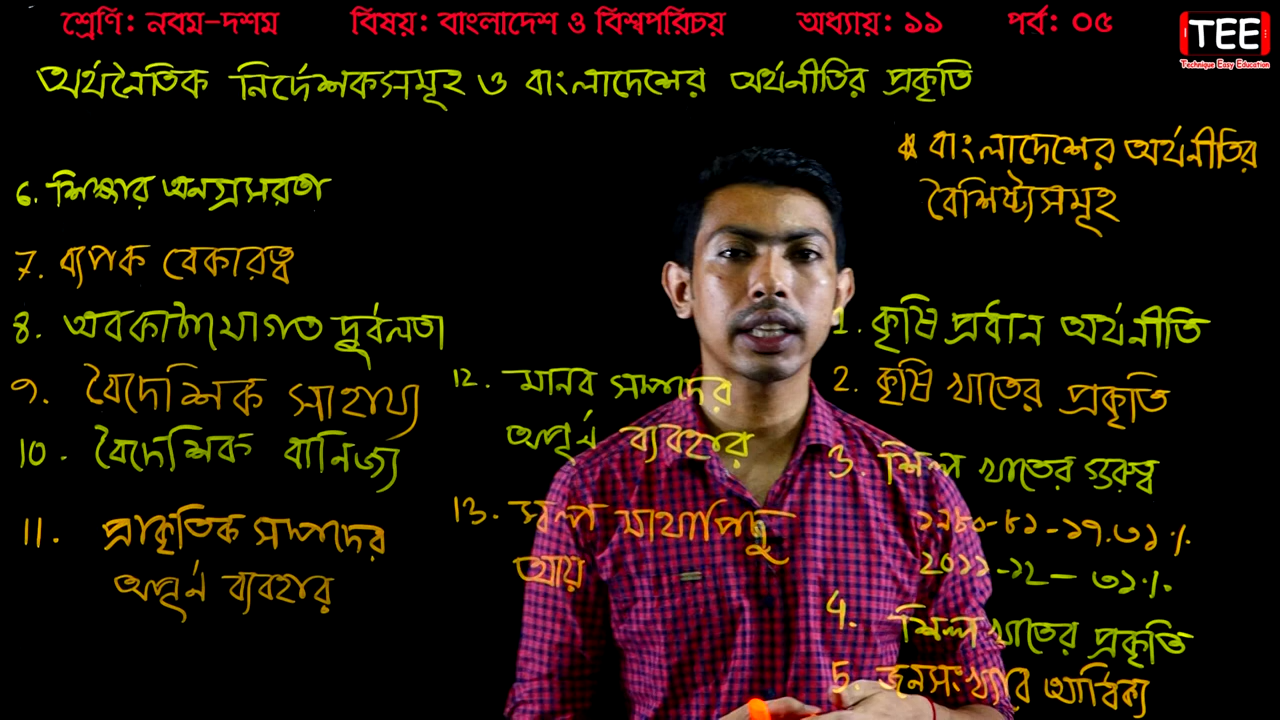 শ্রেণি: নবম-দশম বিষয়: বাংলাদেশ ও বিশ্বপরিচয় অধ্যায়: ১১ পর্ব: ০৫
TEE
Technique Easy Education
অর্থনৈতিক নির্দেশকসমূহ ও বাংলাদেশের অর্থনীতির প্রকৃতি
* বাংলাদেশের অর্থনীতির
বৈশিষ্ট্যসমূহ
1. কৃষি প্রধান অর্থনীতি
2. কৃষি খাতের প্রকৃতি
3. শিল্প খাতের গুরুত্ব
১৯৮০-৮১-১৭.৩১%
২০১১-১২— ৩১%.
4. শিল্প খাতের প্রকৃতি
5. জনসংখ্যার আধিক্য
6. শিক্ষার অনগ্রসরতা
7. ব্যপক বেকারত্ব
8. অবকাঠামোগত দুর্বলতা
9. বৈদেশিক সাহায্য
10. বৈদেশিক বানিজ্য
11. প্রাকৃতিক সম্পদের
অপূর্ন ব্যবহার
12. মানব সম্পদের
অপূর্ন ব্যবহার
13. স্বল্প মাথাপিছু
আয়